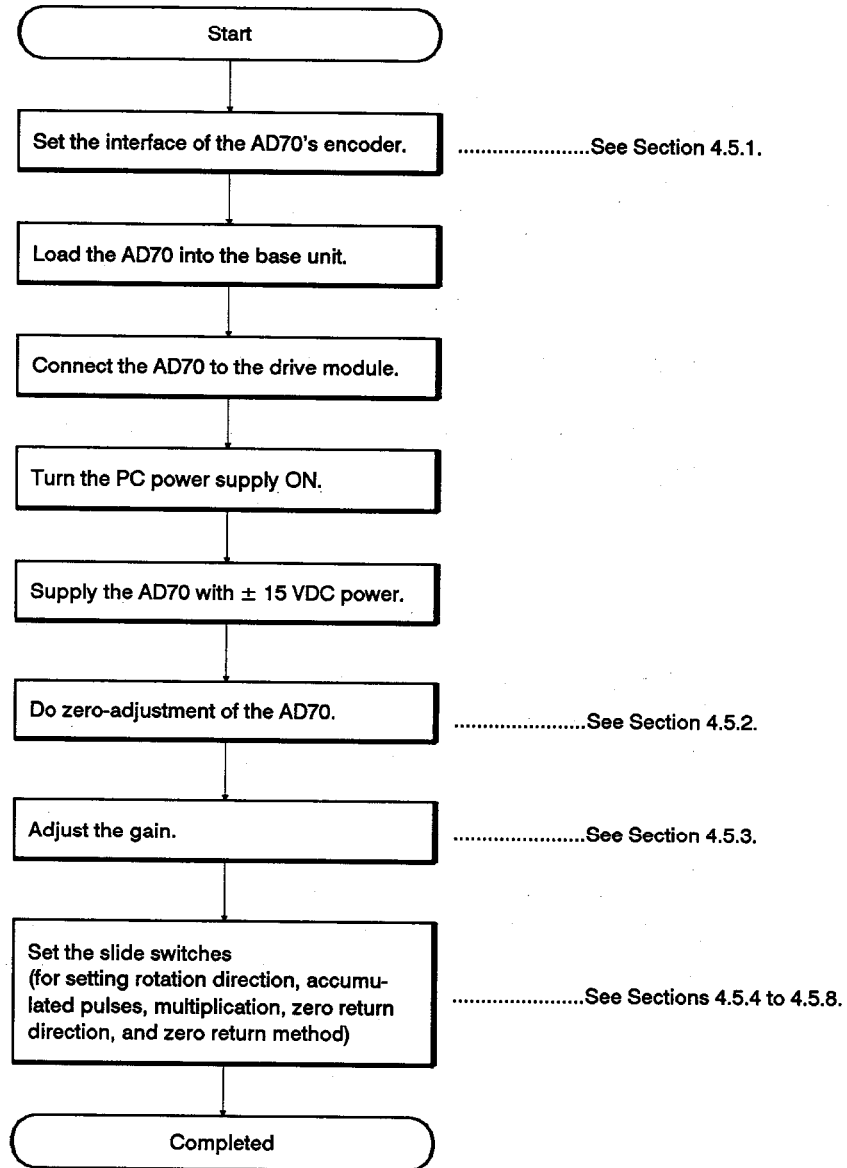 Start
Set the interface of the AD70's encoder. .......................See Section 4.5.1.
Load the AD70 into the base unit.
Connect the AD70 to the drive module.
Turn the PC power supply ON.
Supply the AD70 with ± 15 VDC power.
Do zero-adjustment of the AD70. .......................See Section 4.5.2.
Adjust the gain. .......................See Section 4.5.3.
Set the slide switches
(for setting rotation direction, accumu-
lated pulses, multiplication, zero return .......................See Sections 4.5.4 to 4.5.8.
direction, and zero return method)
Completed